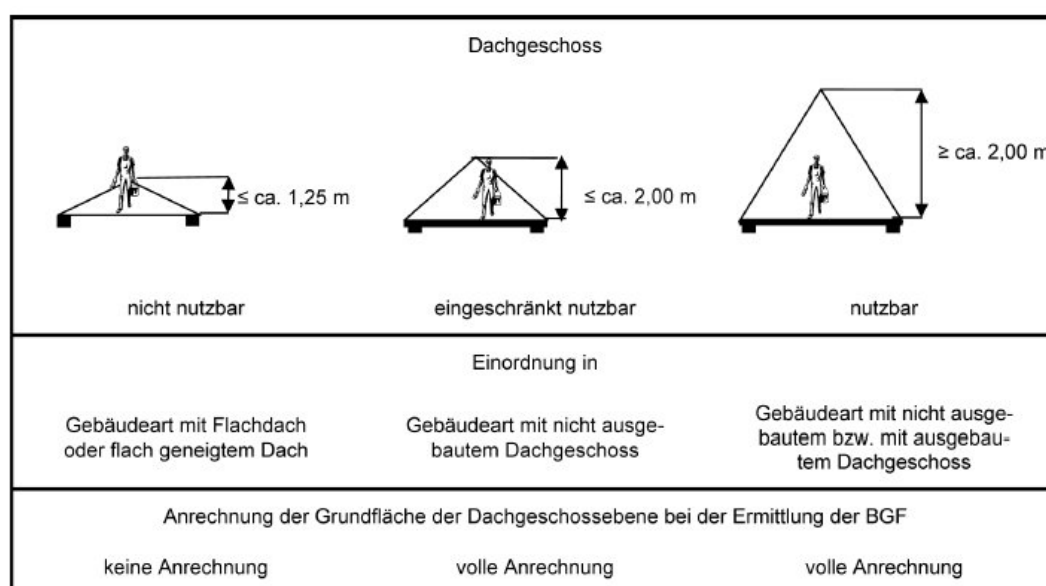 Dachgeschoss
≤ ca. 1,25 m
≤ ca. 2,00 m
≥ ca. 2,00 m
nicht nutzbar
eingeschränkt nutzbar
nutzbar
Einordnung in
Gebäudeart mit Flachdach
oder flach geneigtem Dach
Gebäudeart mit nicht ausge-
bautem Dachgeschoss
Gebäudeart mit nicht ausge-
bautem bzw. mit ausgebau-
tem Dachgeschoss
Anrechnung der Grundfläche der Dachgeschossebene bei der Ermittlung der BGF
keine Anrechnung
volle Anrechnung
volle Anrechnung